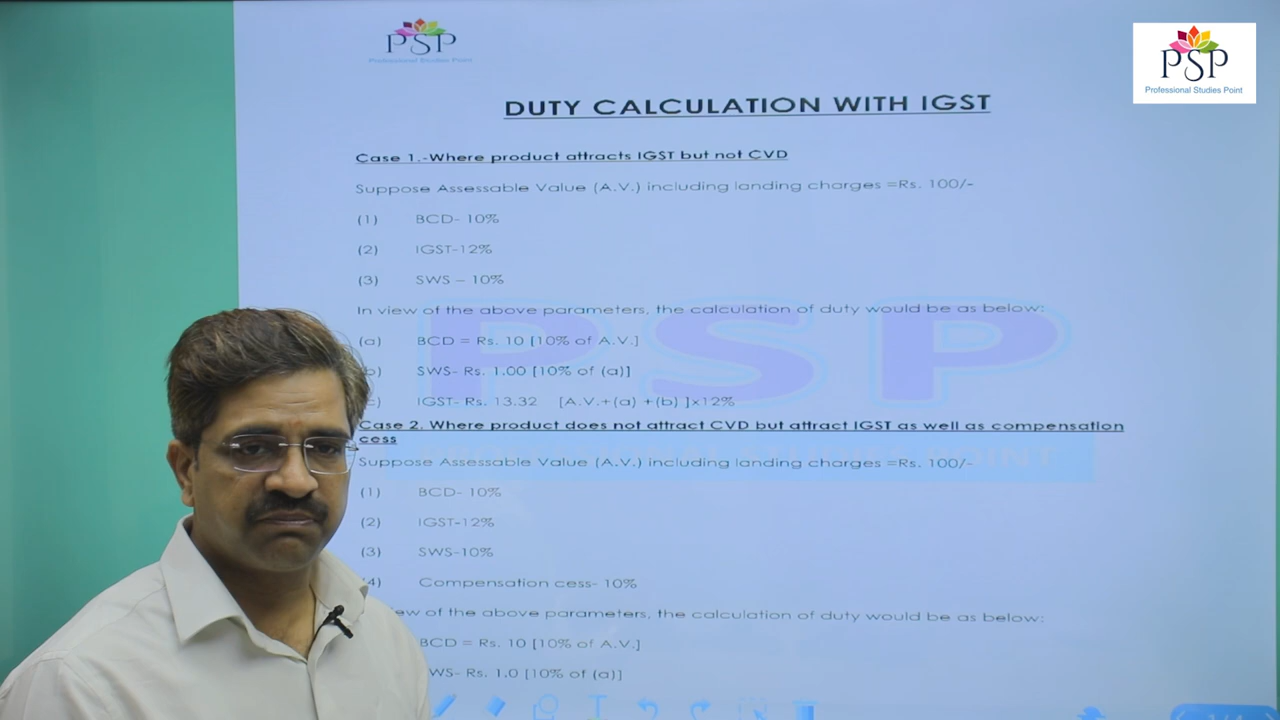 PSP
Professional Studies Point
PSP
Professional Studies Point
DUTY CALCULATION WITH IGST
Case 1.-Where product attracts IGST but not CVD
Suppose Assessable Value (A.V.) including landing charges =Rs. 100/-
(1) BCD- 10%
(2) IGST-12%
(3) SWS – 10%
In view of the above parameters, the calculation of duty would be as below:
(a) BCD = Rs. 10 [10% of A.V.]
b) SWS- Rs. 1.00 [10% of (a)]
c) IGST- Rs. 13.32 [A.V.+(a) +(b) ]x12%
Case 2. Where product does not attract CVD but attract IGST as well as compensation
cess
Suppose Assessable Value (A.V.) including landing charges =Rs. 100/-
(1) BCD- 10%
(2) IGST-12%
(3) SWS-10%
4) Compensation cess- 10%
ew of the above parameters, the calculation of duty would be as below:
BCD = Rs. 10 [10% of A.V.]
WS- Rs. 1.0 [10% of (a)]
PSP
PROFESSIONAL STUDIES POINT